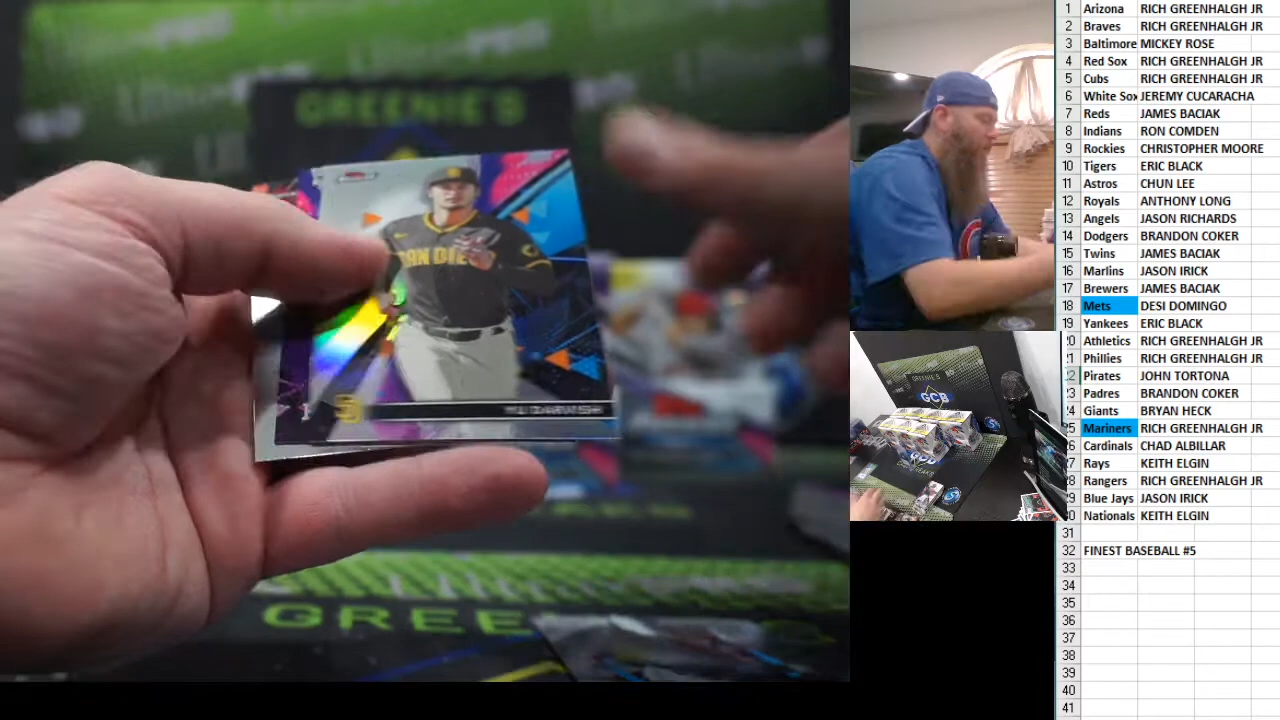 GREENIE'S
SAN DIE
YU DARVISH
GREE
GREENIE'S
GCB
GCB
1 Arizona RICH GREENHALGH JR
2 Braves RICH GREENHALGH JR
3 Baltimore MICKEY ROSE
4 Red Sox RICH GREENHALGH JR
5 Cubs RICH GREENHALGH JR
6 White Sox JEREMY CUCARACHA
7 Reds JAMES BACIAK
8 Indians RON COMDEN
9 Rockies CHRISTOPHER MOORE
10 Tigers ERIC BLACK
11 Astros CHUN LEE
12 Royals ANTHONY LONG
13 Angels JASON RICHARDS
14 Dodgers BRANDON COKER
15 Twins JAMES BACIAK
16 Marlins JASON IRICK
17 Brewers JAMES BACIAK
18 Mets DESI DOMINGO
19 Yankees ERIC BLACK
20 Athletics RICH GREENHALGH JR
21 Phillies RICH GREENHALGH JR
22 Pirates JOHN TORTONA
23 Padres BRANDON COKER
24 Giants BRYAN HECK
25 Mariners RICH GREENHALGH JR
26 Cardinals CHAD ALBILLAR
27 Rays KEITH ELGIN
28 Rangers RICH GREENHALGH JR
29 Blue Jays JASON IRICK
30 Nationals KEITH ELGIN
31
32 FINEST BASEBALL #5
33
34
35
36
37
38
39
40
41